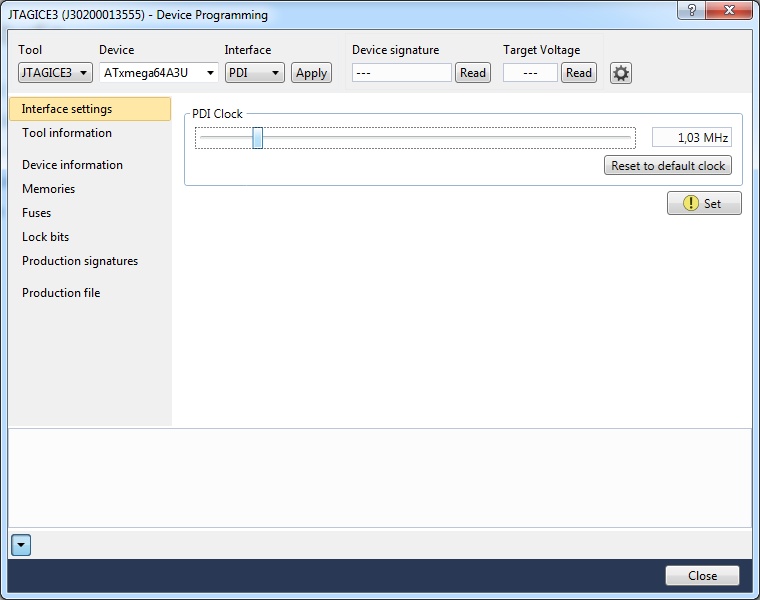 JTAGICE3 (J30200013555) - Device Programming
Tool Device Interface Device signature Target Voltage
JTAGICE3 ATxmega64A3U PDI Apply --- Read --- Read
Interface settings
Tool information
Device information
Memories
Fuses
Lock bits
Production signatures
Production file
PDI Clock
1,03 MHz
Reset to default clock
! Set
Close